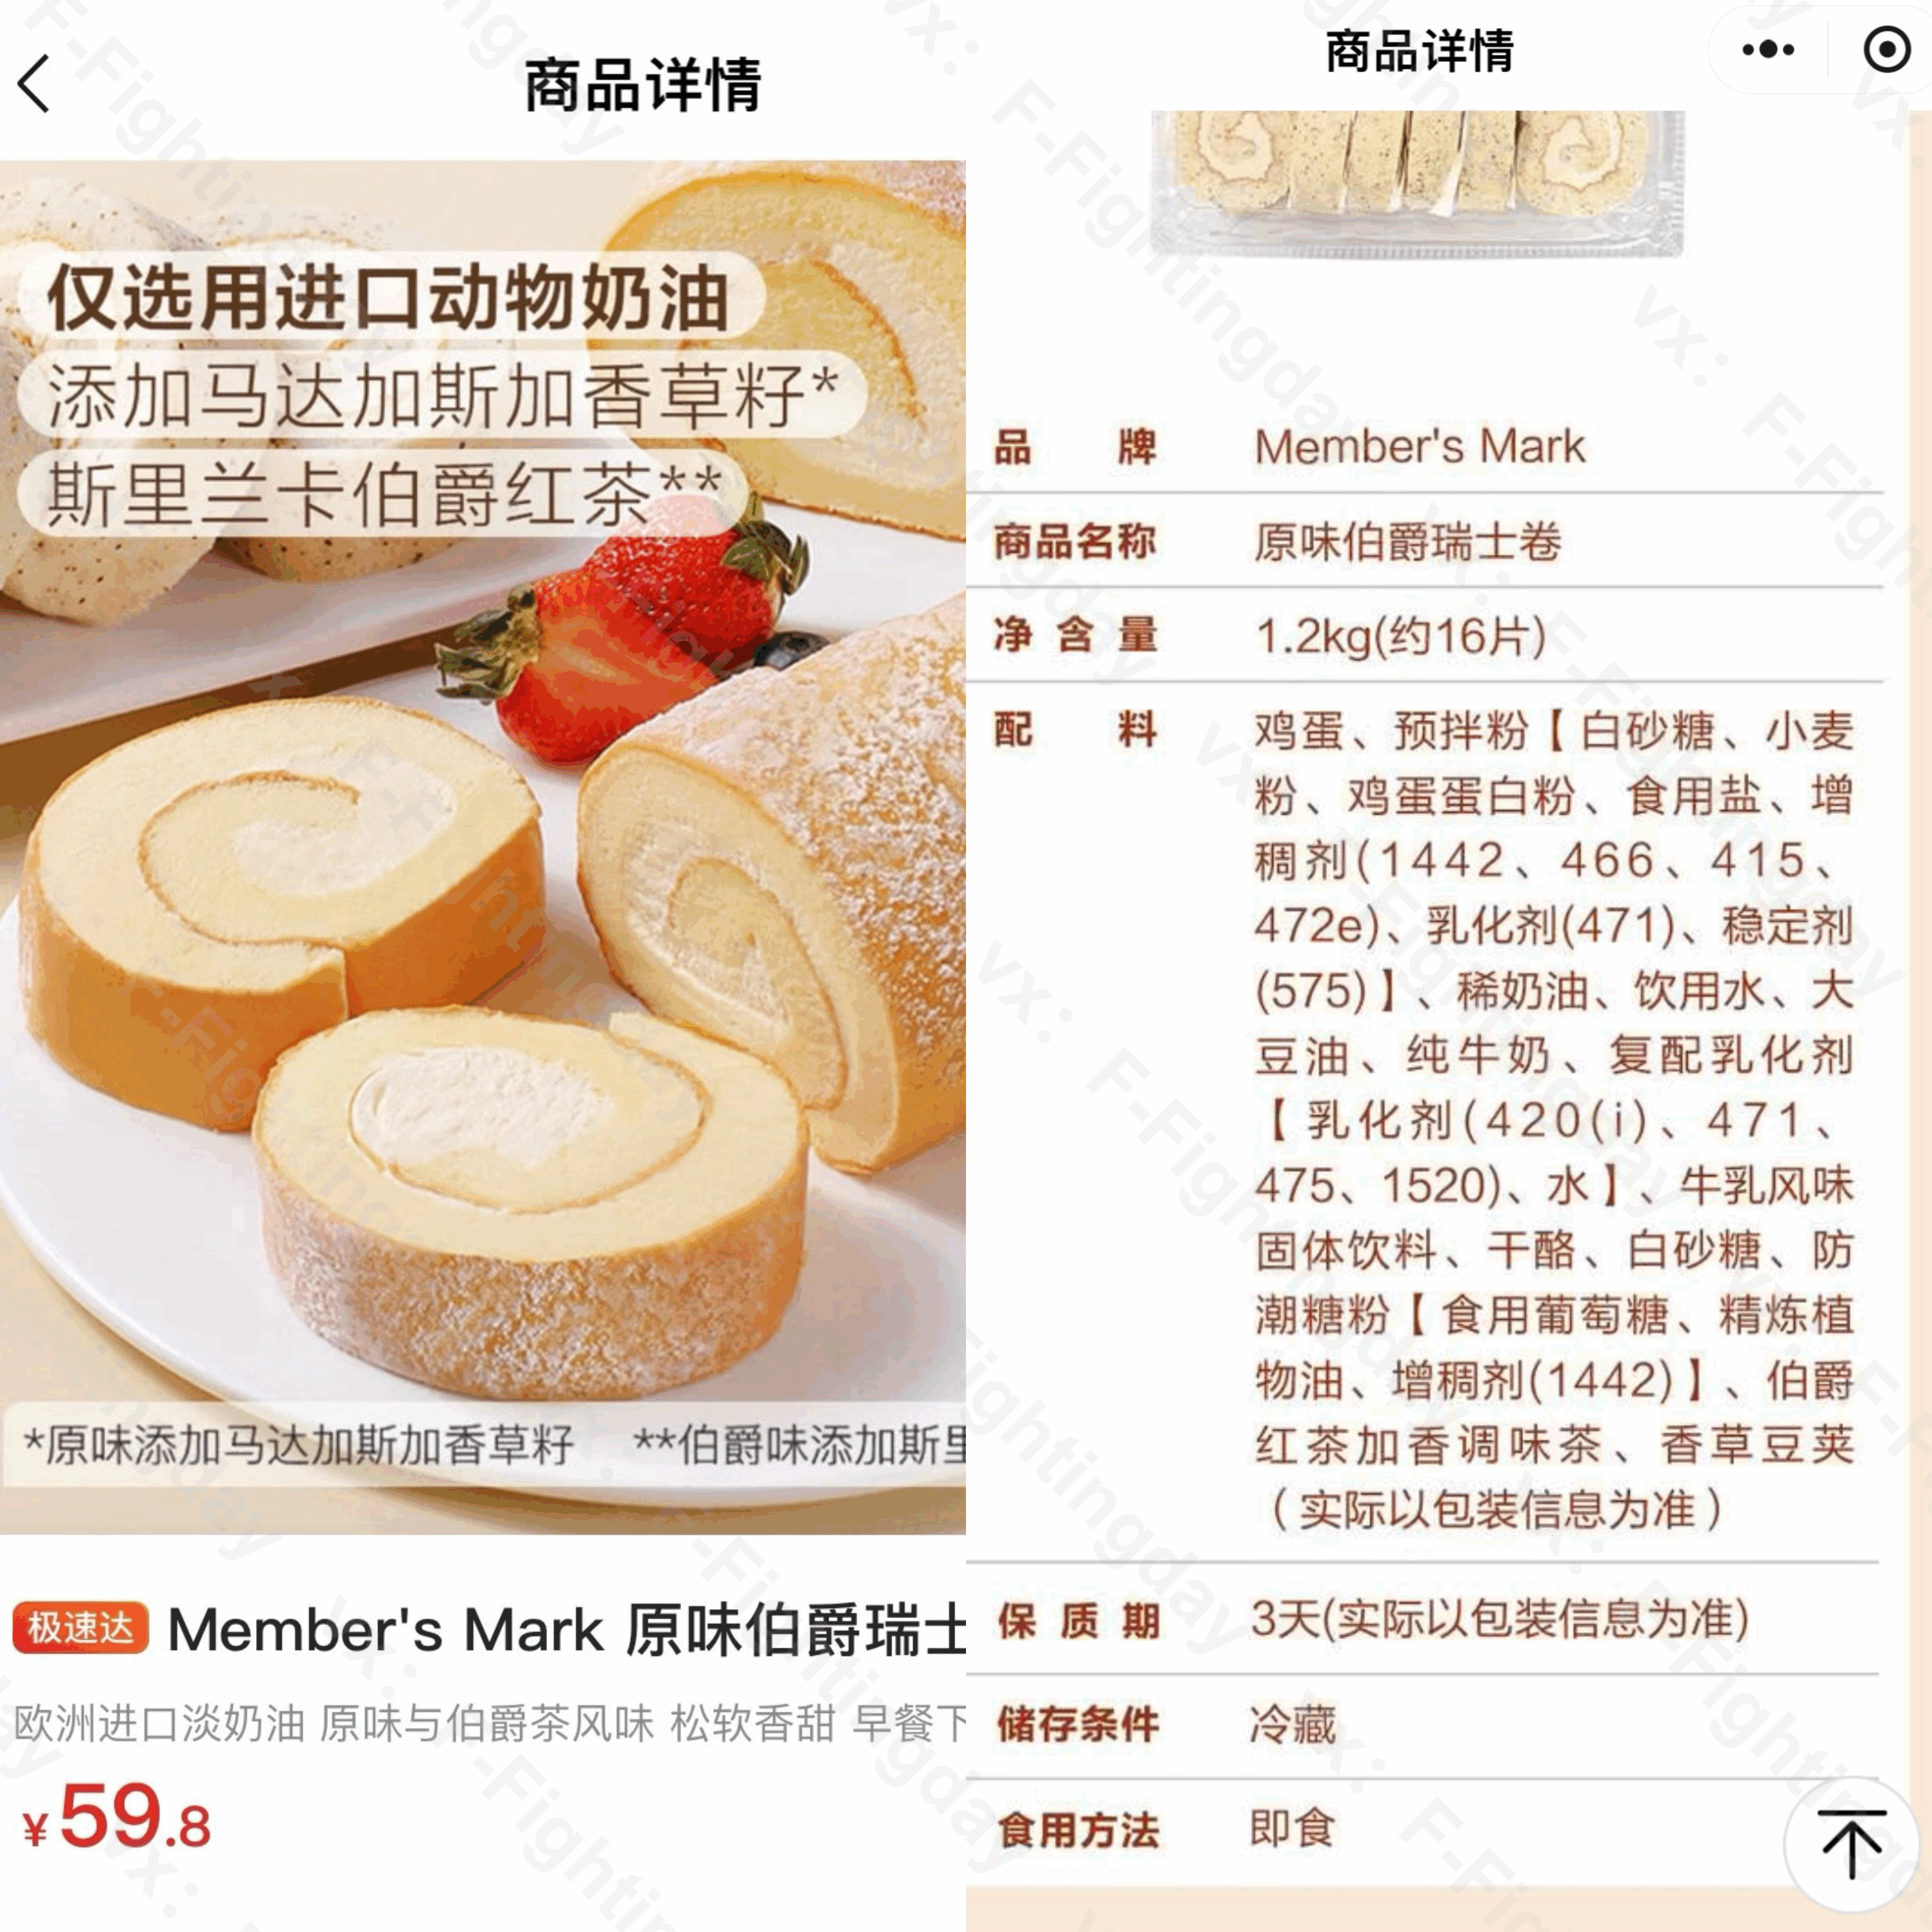 商品详情
仅选用进口动物奶油
添加马达加斯加香草籽*
斯里兰卡伯爵红茶**
*原味添加马达加斯加香草籽 **伯爵味添加斯里
极速达 Member's Mark 原味伯爵瑞士
欧洲进口淡奶油 原味与伯爵茶风味 松软香甜 早餐下
¥59.8
商品详情
品牌 Member's Mark
商品名称 原味伯爵瑞士卷
净含量 1.2kg(约16片)
配料 鸡蛋、预拌粉【白砂糖、小麦
粉、鸡蛋蛋白粉、食用盐、增
稠剂(1442、466、415、
472e)、乳化剂(471)、稳定剂
(575)】、稀奶油、饮用水、大
豆油、纯牛奶、复配乳化剂
【乳化剂(420(i)、471、
475、1520)、水】、牛乳风味
固体饮料、干酪、白砂糖、防
潮糖粉【食用葡萄糖、精炼植
物油、增稠剂(1442)】、伯爵
红茶加香调味茶、香草豆荚
（实际以包装信息为准）
保质期 3天(实际以包装信息为准)
储存条件 冷藏
食用方法 即食
vx：F-Fightingday